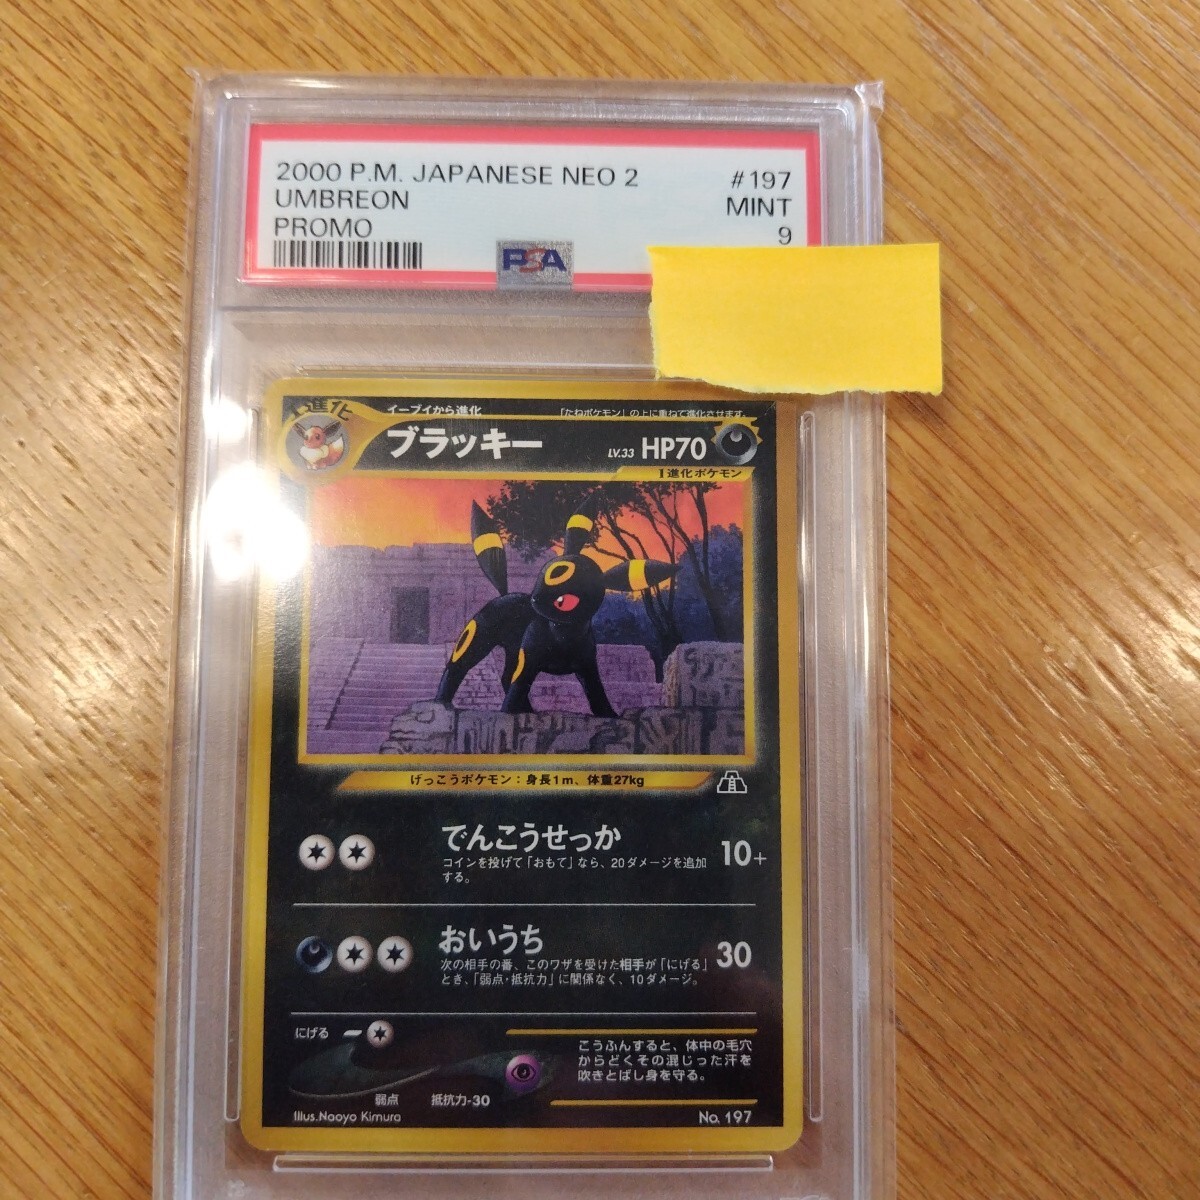 2000 P.M. JAPANESE NEO 2 #197
UMBREON MINT
PROMO 9
PSA
1進化
イーブイから進化 「たねポケモン」の上に重ねて進化させます。
ブラッキー LV.33 HP70
1進化ポケモン
げっこうポケモン：身長1m、体重27kg
でんこうせっか 10+
コインを投げて「おもて」なら、20ダメージを追加
する。
おいうち 30
次の相手の番、このワザを受けた相手が「にげる」
とき、「弱点・抵抗力」に関係なく、10ダメージ。
にげる
こうふんすると、体中の毛穴
からどくその混じった汗を
吹きとばし身を守る。
弱点 抵抗力-30
Illus.Naoyo Kimura No. 197